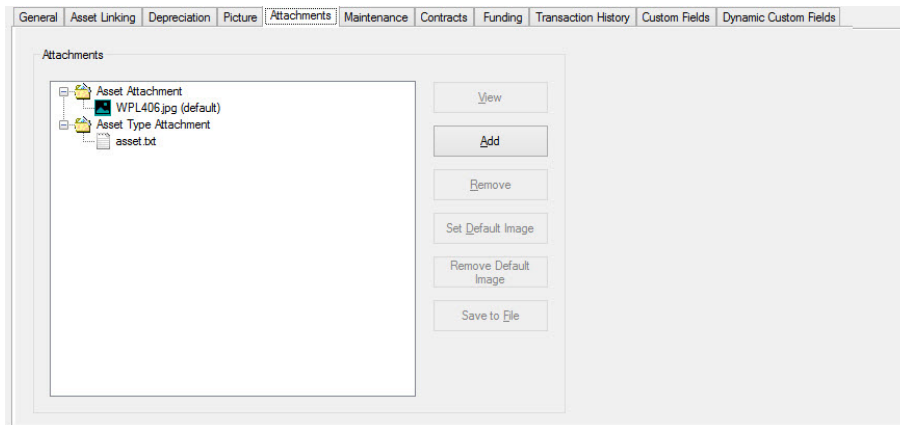 General Asset Linking Depreciation Picture Attachments Maintenance Contracts Funding Transaction History Custom Fields Dynamic Custom Fields
Attachments
Asset Attachment
WPL406.jpg (default)
Asset Type Attachment
asset.txt
View
Add
Remove
Set Default Image
Remove Default
Image
Save to File